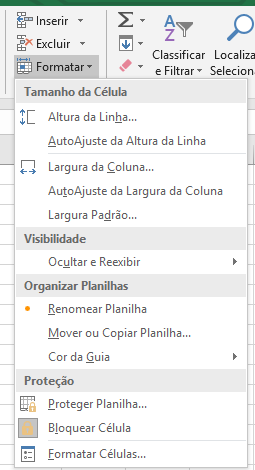 Inserir
Excluir
Formatar
Classificar
e Filtrar
Localiza
Seleciona
Tamanho da Célula
Altura da Linha...
AutoAjuste da Altura da Linha
Largura da Coluna...
AutoAjuste da Largura da Coluna
Largura Padrão...
Visibilidade
Ocultar e Reexibir
Organizar Planilhas
Renomear Planilha
Mover ou Copiar Planilha...
Cor da Guia
Proteção
Proteger Planilha...
Bloquear Célula
Formatar Células...